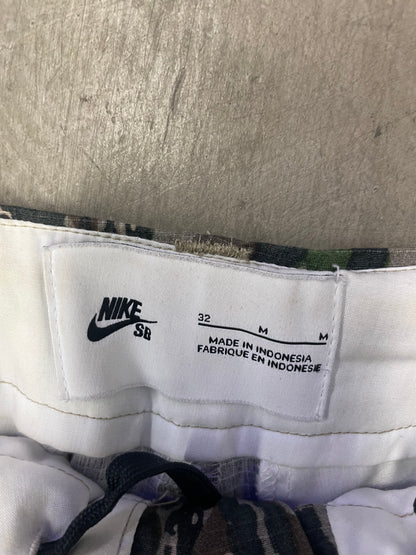 NIKE
SB
32 M M
MADE IN INDONESIA
FABRIQUE EN INDONESIE